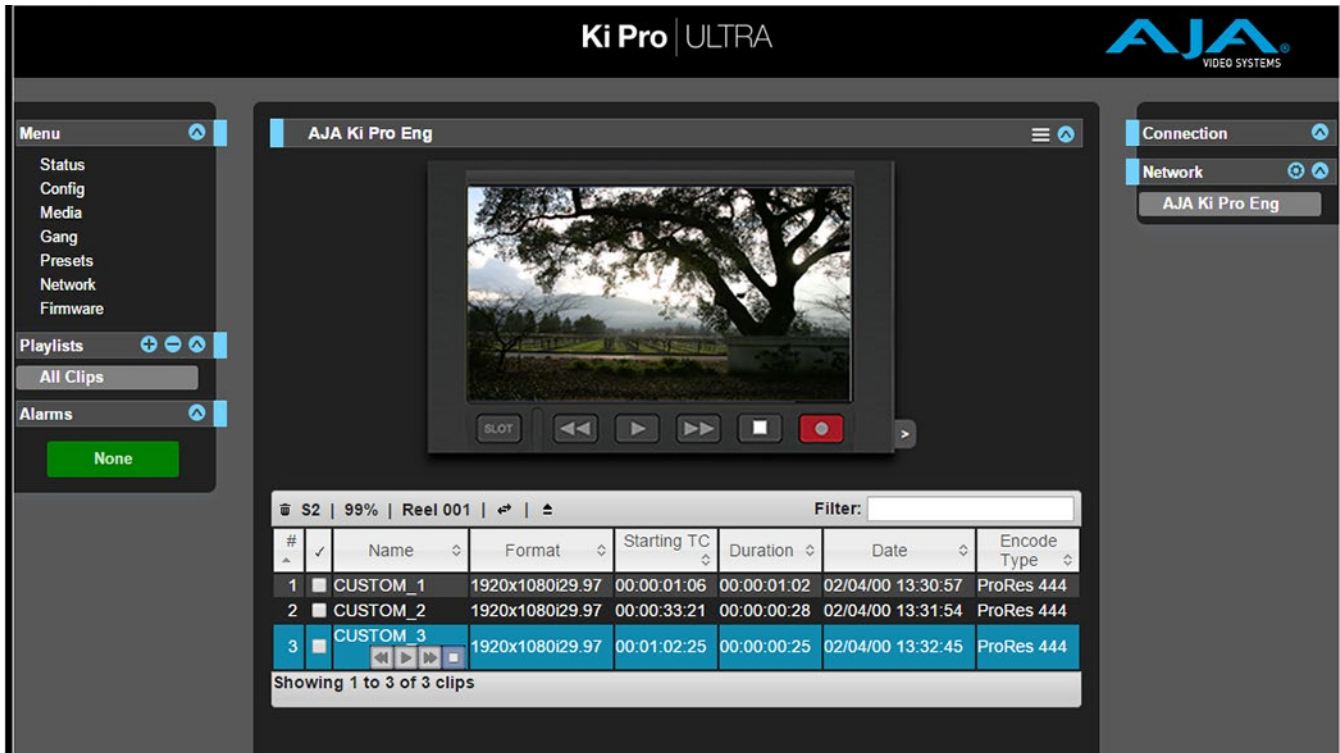 Ki Pro | ULTRA
AJA®
VIDEO SYSTEMS
Menu
Status
Config
Media
Gang
Presets
Network
Firmware
Playlists
All Clips
Alarms
None
AJA Ki Pro Eng
SLOT
>
S2 | 99% | Reel 001 | | 
Filter:
# ✓ Name Format Starting TC Duration Date Encode Type
1 CUSTOM_1 1920x1080i29.97 00:00:01:06 00:00:01:02 02/04/00 13:30:57 ProRes 444
2 CUSTOM_2 1920x1080i29.97 00:00:33:21 00:00:00:28 02/04/00 13:31:54 ProRes 444
3 CUSTOM_3 1920x1080i29.97 00:01:02:25 00:00:00:25 02/04/00 13:32:45 ProRes 444
Showing 1 to 3 of 3 clips
Connection
Network
AJA Ki Pro Eng